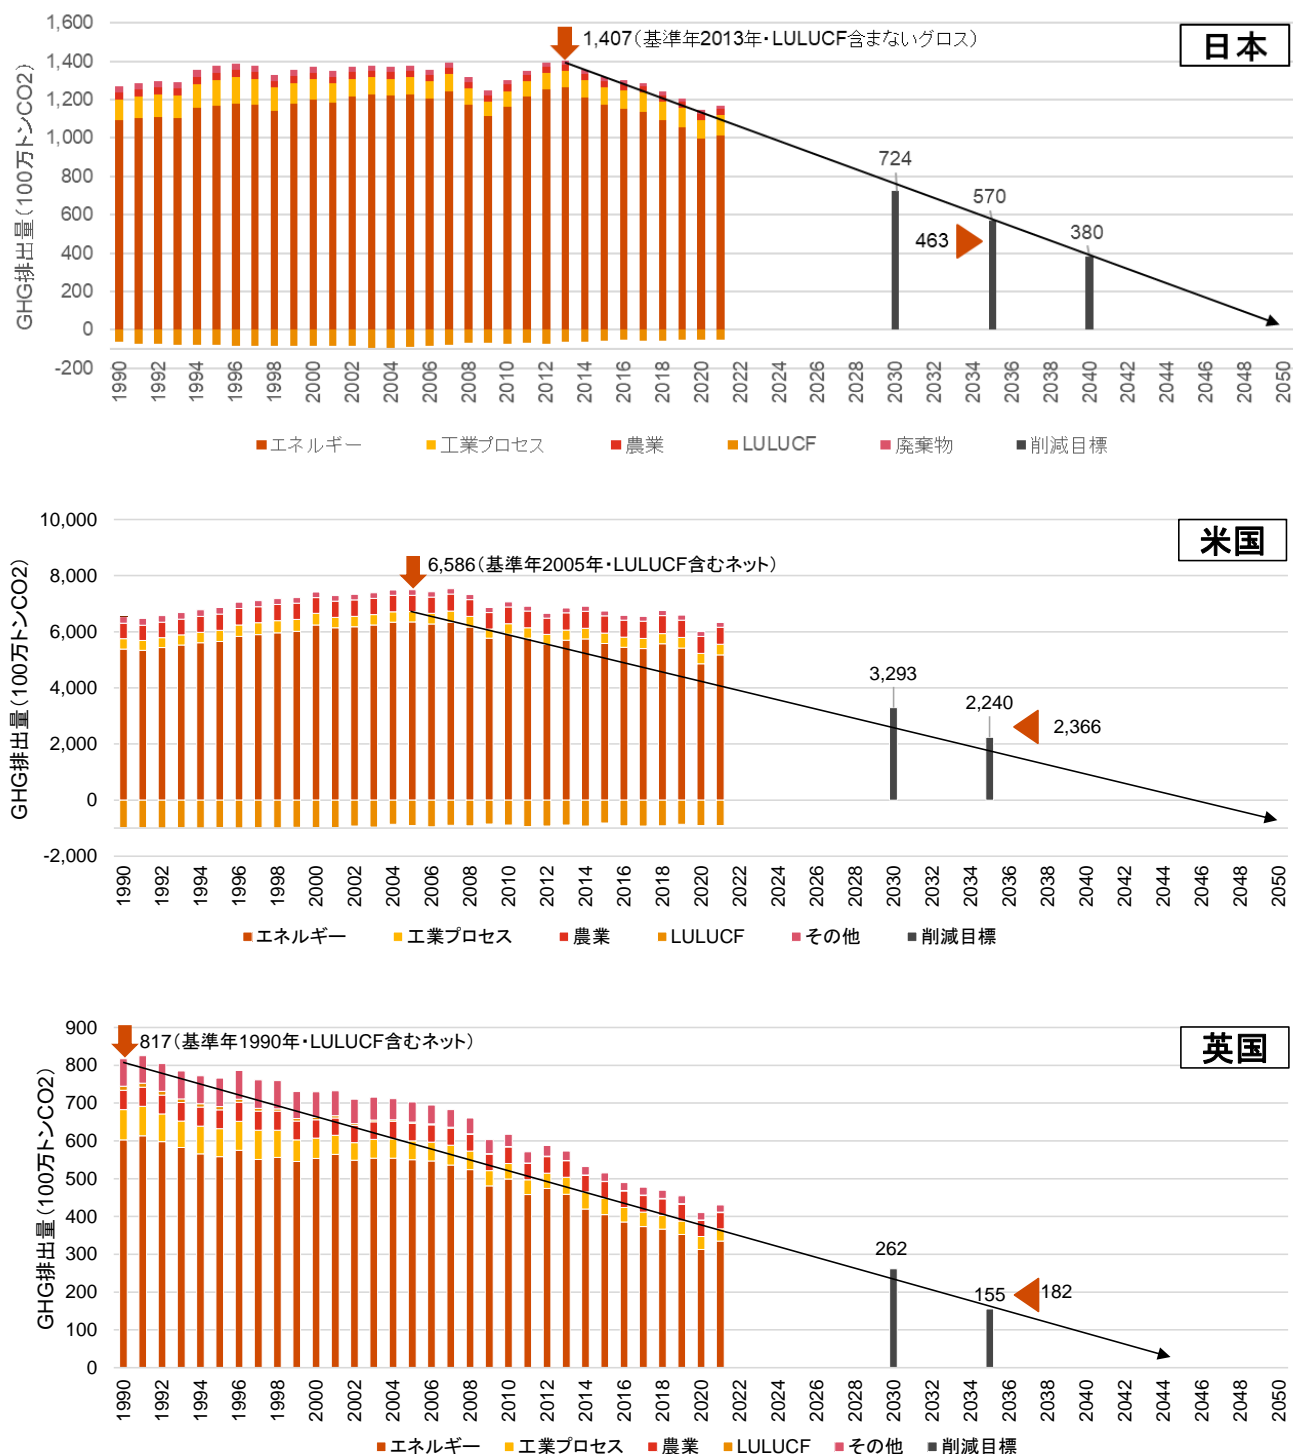 日本
GHG排出量(100万トンCO2)
1,600
1,400
1,200
1,000
800
600
400
200
0
-200
1,407(基準年2013年・LULUCF含まないグロス)
724
570
463
380
1990 1992 1994 1996 1998 2000 2002 2004 2006 2008 2010 2012 2014 2016 2018 2020 2022 2024 2026 2028 2030 2032 2034 2036 2038 2040 2042 2044 2046 2048 2050
エネルギー 工業プロセス 農業 LULUCF 廃棄物 削減目標
米国
GHG排出量(100万トンCO2)
10,000
8,000
6,000
4,000
2,000
0
-2,000
6,586(基準年2005年・LULUCF含むネット)
3,293
2,240
2,366
1990 1992 1994 1996 1998 2000 2002 2004 2006 2008 2010 2012 2014 2016 2018 2020 2022 2024 2026 2028 2030 2032 2034 2036 2038 2040 2042 2044 2046 2048 2050
エネルギー 工業プロセス 農業 LULUCF その他 削減目標
英国
GHG排出量(100万トンCO2)
900
800
700
600
500
400
300
200
100
0
817(基準年1990年・LULUCF含むネット)
262
155
182
1990 1992 1994 1996 1998 2000 2002 2004 2006 2008 2010 2012 2014 2016 2018 2020 2022 2024 2026 2028 2030 2032 2034 2036 2038 2040 2042 2044 2046 2048 2050
エネルギー 工業プロセス 農業 LULUCF その他 削減目標